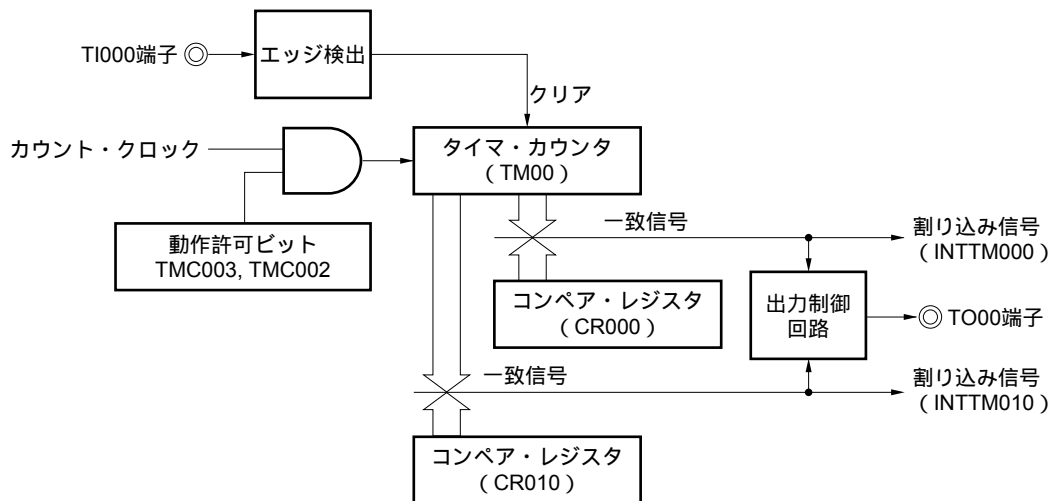 TI000端子
エッジ検出
クリア
カウント・クロック
タイマ・カウンタ
(TM00)
動作許可ビット
TMC003, TMC002
一致信号
割り込み信号
(INTTM000)
コンペア・レジスタ
(CR000)
出力制御
回路
TO00端子
一致信号
割り込み信号
(INTTM010)
コンペア・レジスタ
(CR010)